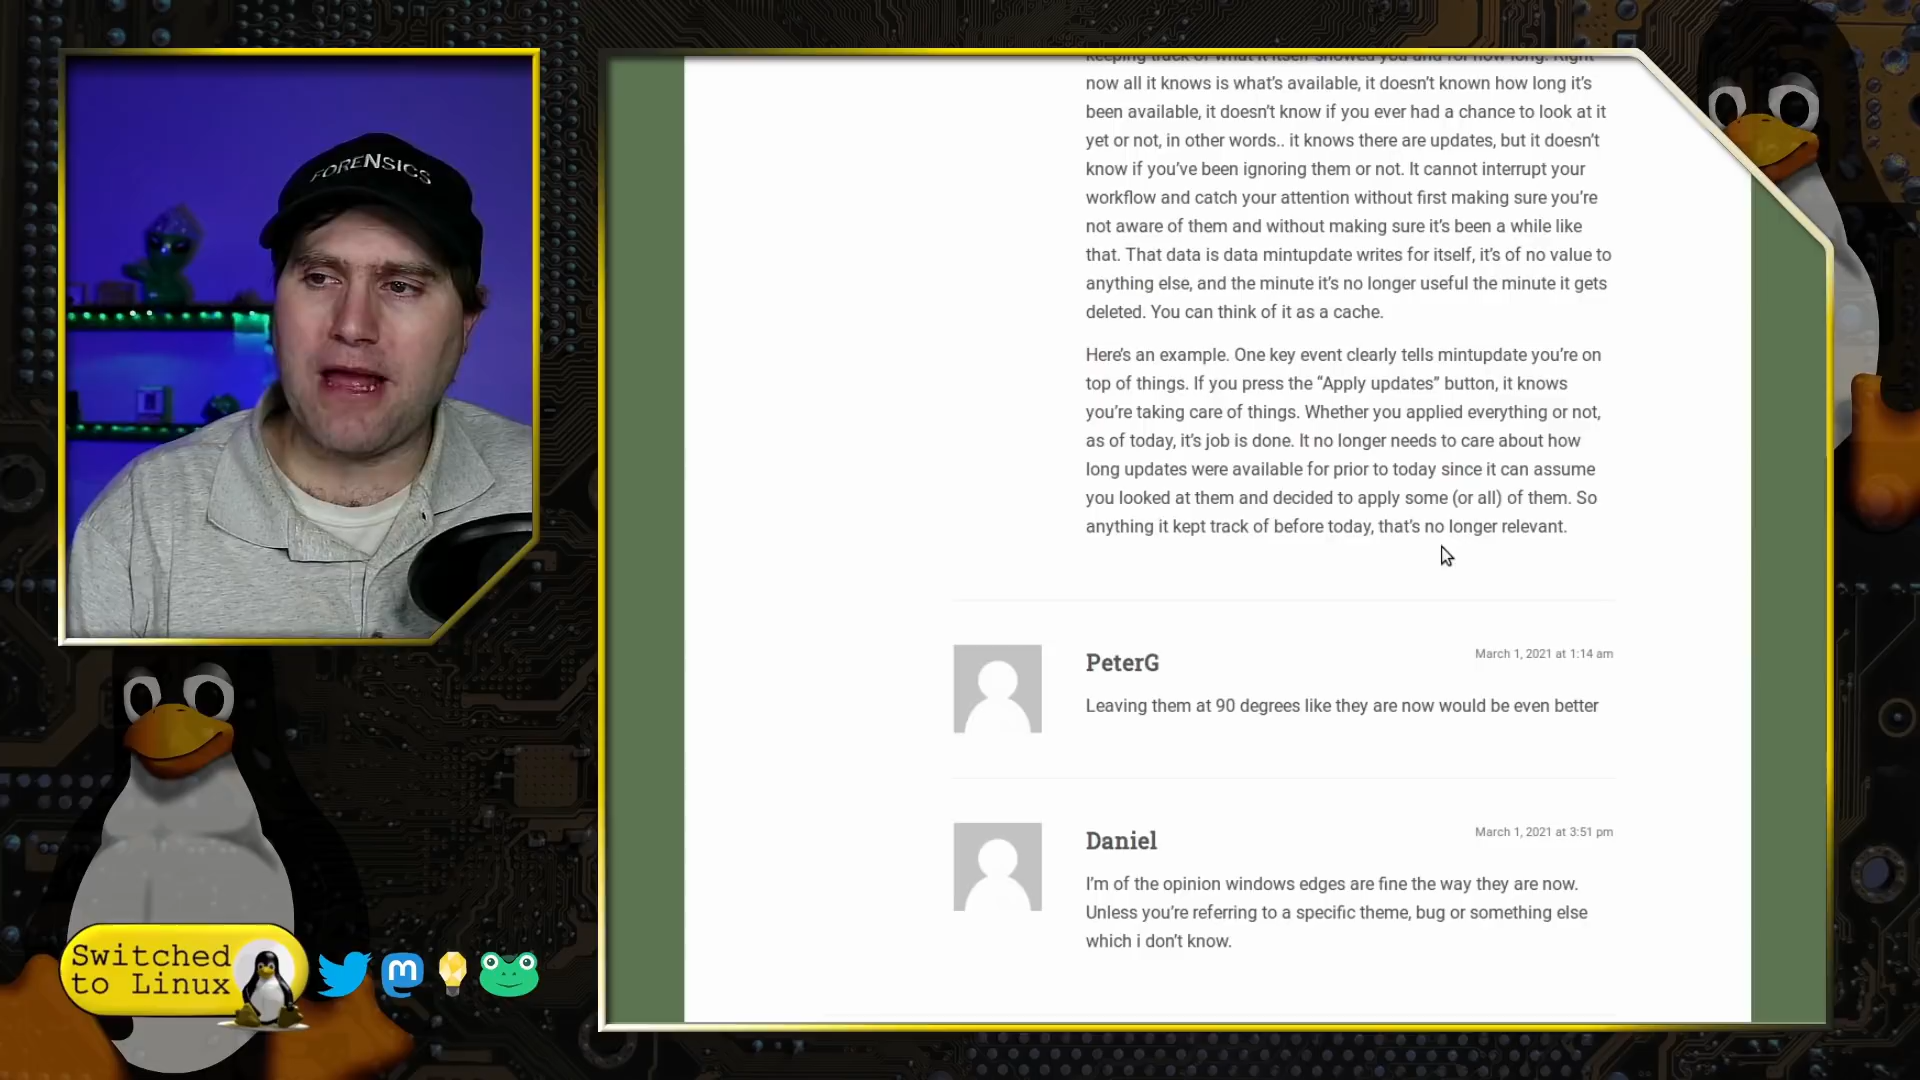 FORENSICS
keeping track of what it itself showed you and for how long. Right
now all it knows is what’s available, it doesn’t known how long it’s
been available, it doesn’t know if you ever had a chance to look at it
yet or not, in other words.. it knows there are updates, but it doesn’t
know if you’ve been ignoring them or not. It cannot interrupt your
workflow and catch your attention without first making sure you’re
not aware of them and without making sure it’s been a while like
that. That data is data mintupdate writes for itself, it’s of no value to
anything else, and the minute it’s no longer useful the minute it gets
deleted. You can think of it as a cache.
Here’s an example. One key event clearly tells mintupdate you’re on
top of things. If you press the “Apply updates” button, it knows
you’re taking care of things. Whether you applied everything or not,
as of today, it’s job is done. It no longer needs to care about how
long updates were available for prior to today since it can assume
you looked at them and decided to apply some (or all) of them. So
anything it kept track of before today, that’s no longer relevant.
PeterG
March 1, 2021 at 1:14 am
Leaving them at 90 degrees like they are now would be even better
Daniel
March 1, 2021 at 3:51 pm
I’m of the opinion windows edges are fine the way they are now.
Unless you’re referring to a specific theme, bug or something else
which i don’t know.
Switched
to Linux
m